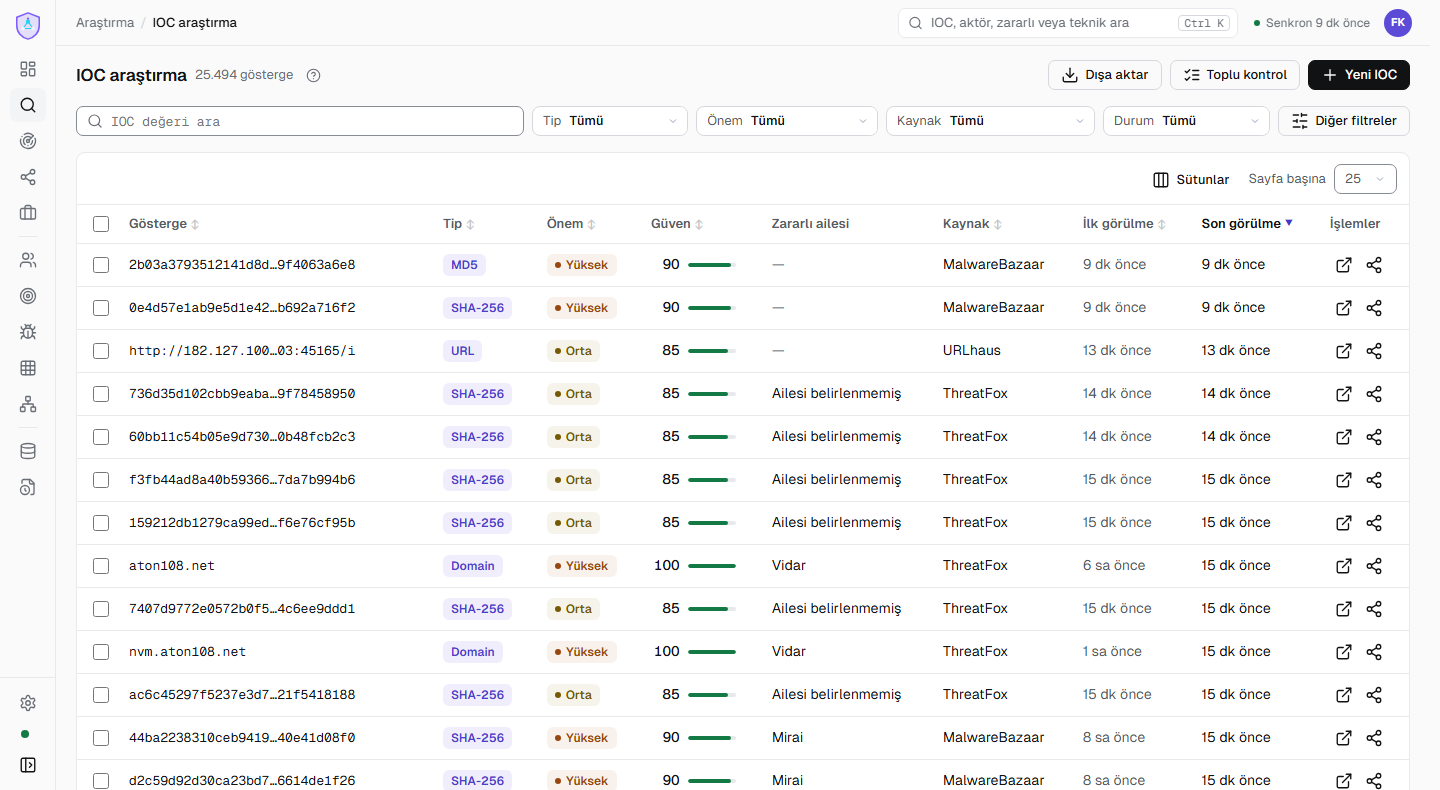 Araştırma / IOC araştırma
IOC, aktör, zararlı veya teknik ara Ctrl K
Senkron 9 dk önce
FK
IOC araştırma 25.494 gösterge
Dışa aktar
Toplu kontrol
Yeni IOC
IOC değeri ara
Tip Tümü
Önem Tümü
Kaynak Tümü
Durum Tümü
Diğer filtreler
Sütunlar
Sayfa başına 25
Gösterge Tip Önem Güven Zararlı ailesi Kaynak İlk görülme Son görülme İşlemler
2b03a3793512141d8d…9f4063a6e8 MD5 Yüksek 90 — MalwareBazaar 9 dk önce 9 dk önce
0e4d57e1ab9e5d1e42…b692a716f2 SHA-256 Yüksek 90 — MalwareBazaar 9 dk önce 9 dk önce
http://182.127.100…03:45165/i URL Orta 85 — URLhaus 13 dk önce 13 dk önce
736d35d102cbb9eaba…9f78458950 SHA-256 Orta 85 Ailesi belirlenmemiş ThreatFox 14 dk önce 14 dk önce
60bb11c54b05e9d730…0b48fcb2c3 SHA-256 Orta 85 Ailesi belirlenmemiş ThreatFox 14 dk önce 14 dk önce
f3fb44ad8a40b59366…7da7b994b6 SHA-256 Orta 85 Ailesi belirlenmemiş ThreatFox 15 dk önce 15 dk önce
159212db1279ca99ed…f6e76cf95b SHA-256 Orta 85 Ailesi belirlenmemiş ThreatFox 15 dk önce 15 dk önce
aton108.net Domain Yüksek 100 Vidar ThreatFox 6 sa önce 15 dk önce
7407d9772e0572b0f5…4c6ee9ddd1 SHA-256 Orta 85 Ailesi belirlenmemiş ThreatFox 15 dk önce 15 dk önce
nvm.aton108.net Domain Yüksek 100 Vidar ThreatFox 1 sa önce 15 dk önce
ac6c45297f5237e3d7…21f5418188 SHA-256 Orta 85 Ailesi belirlenmemiş ThreatFox 15 dk önce 15 dk önce
44ba2238310ceb9419…40e41d08f0 SHA-256 Yüksek 90 Mirai MalwareBazaar 8 sa önce 15 dk önce
d2c59d92d30ca23bd7…6614de1f26 SHA-256 Yüksek 90 Mirai MalwareBazaar 8 sa önce 15 dk önce